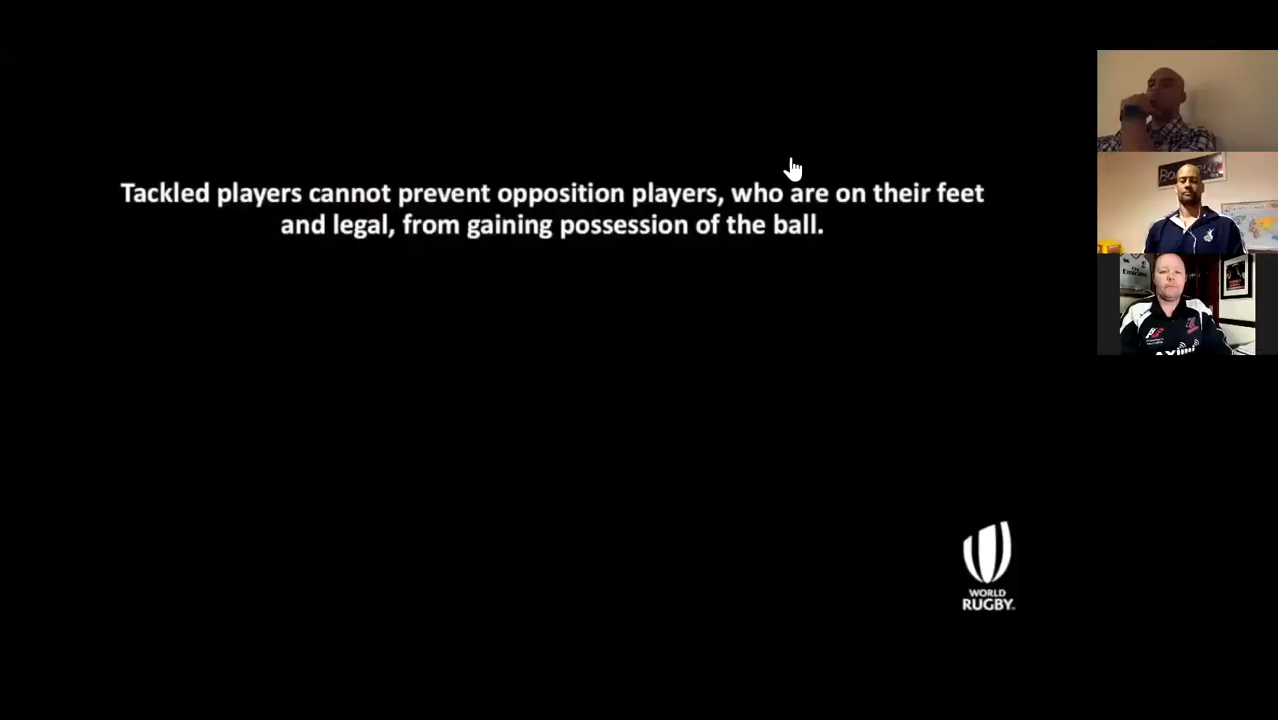 Tackled players cannot prevent opposition players, who are on their feet
and legal, from gaining possession of the ball.
WORLD
RUGBY